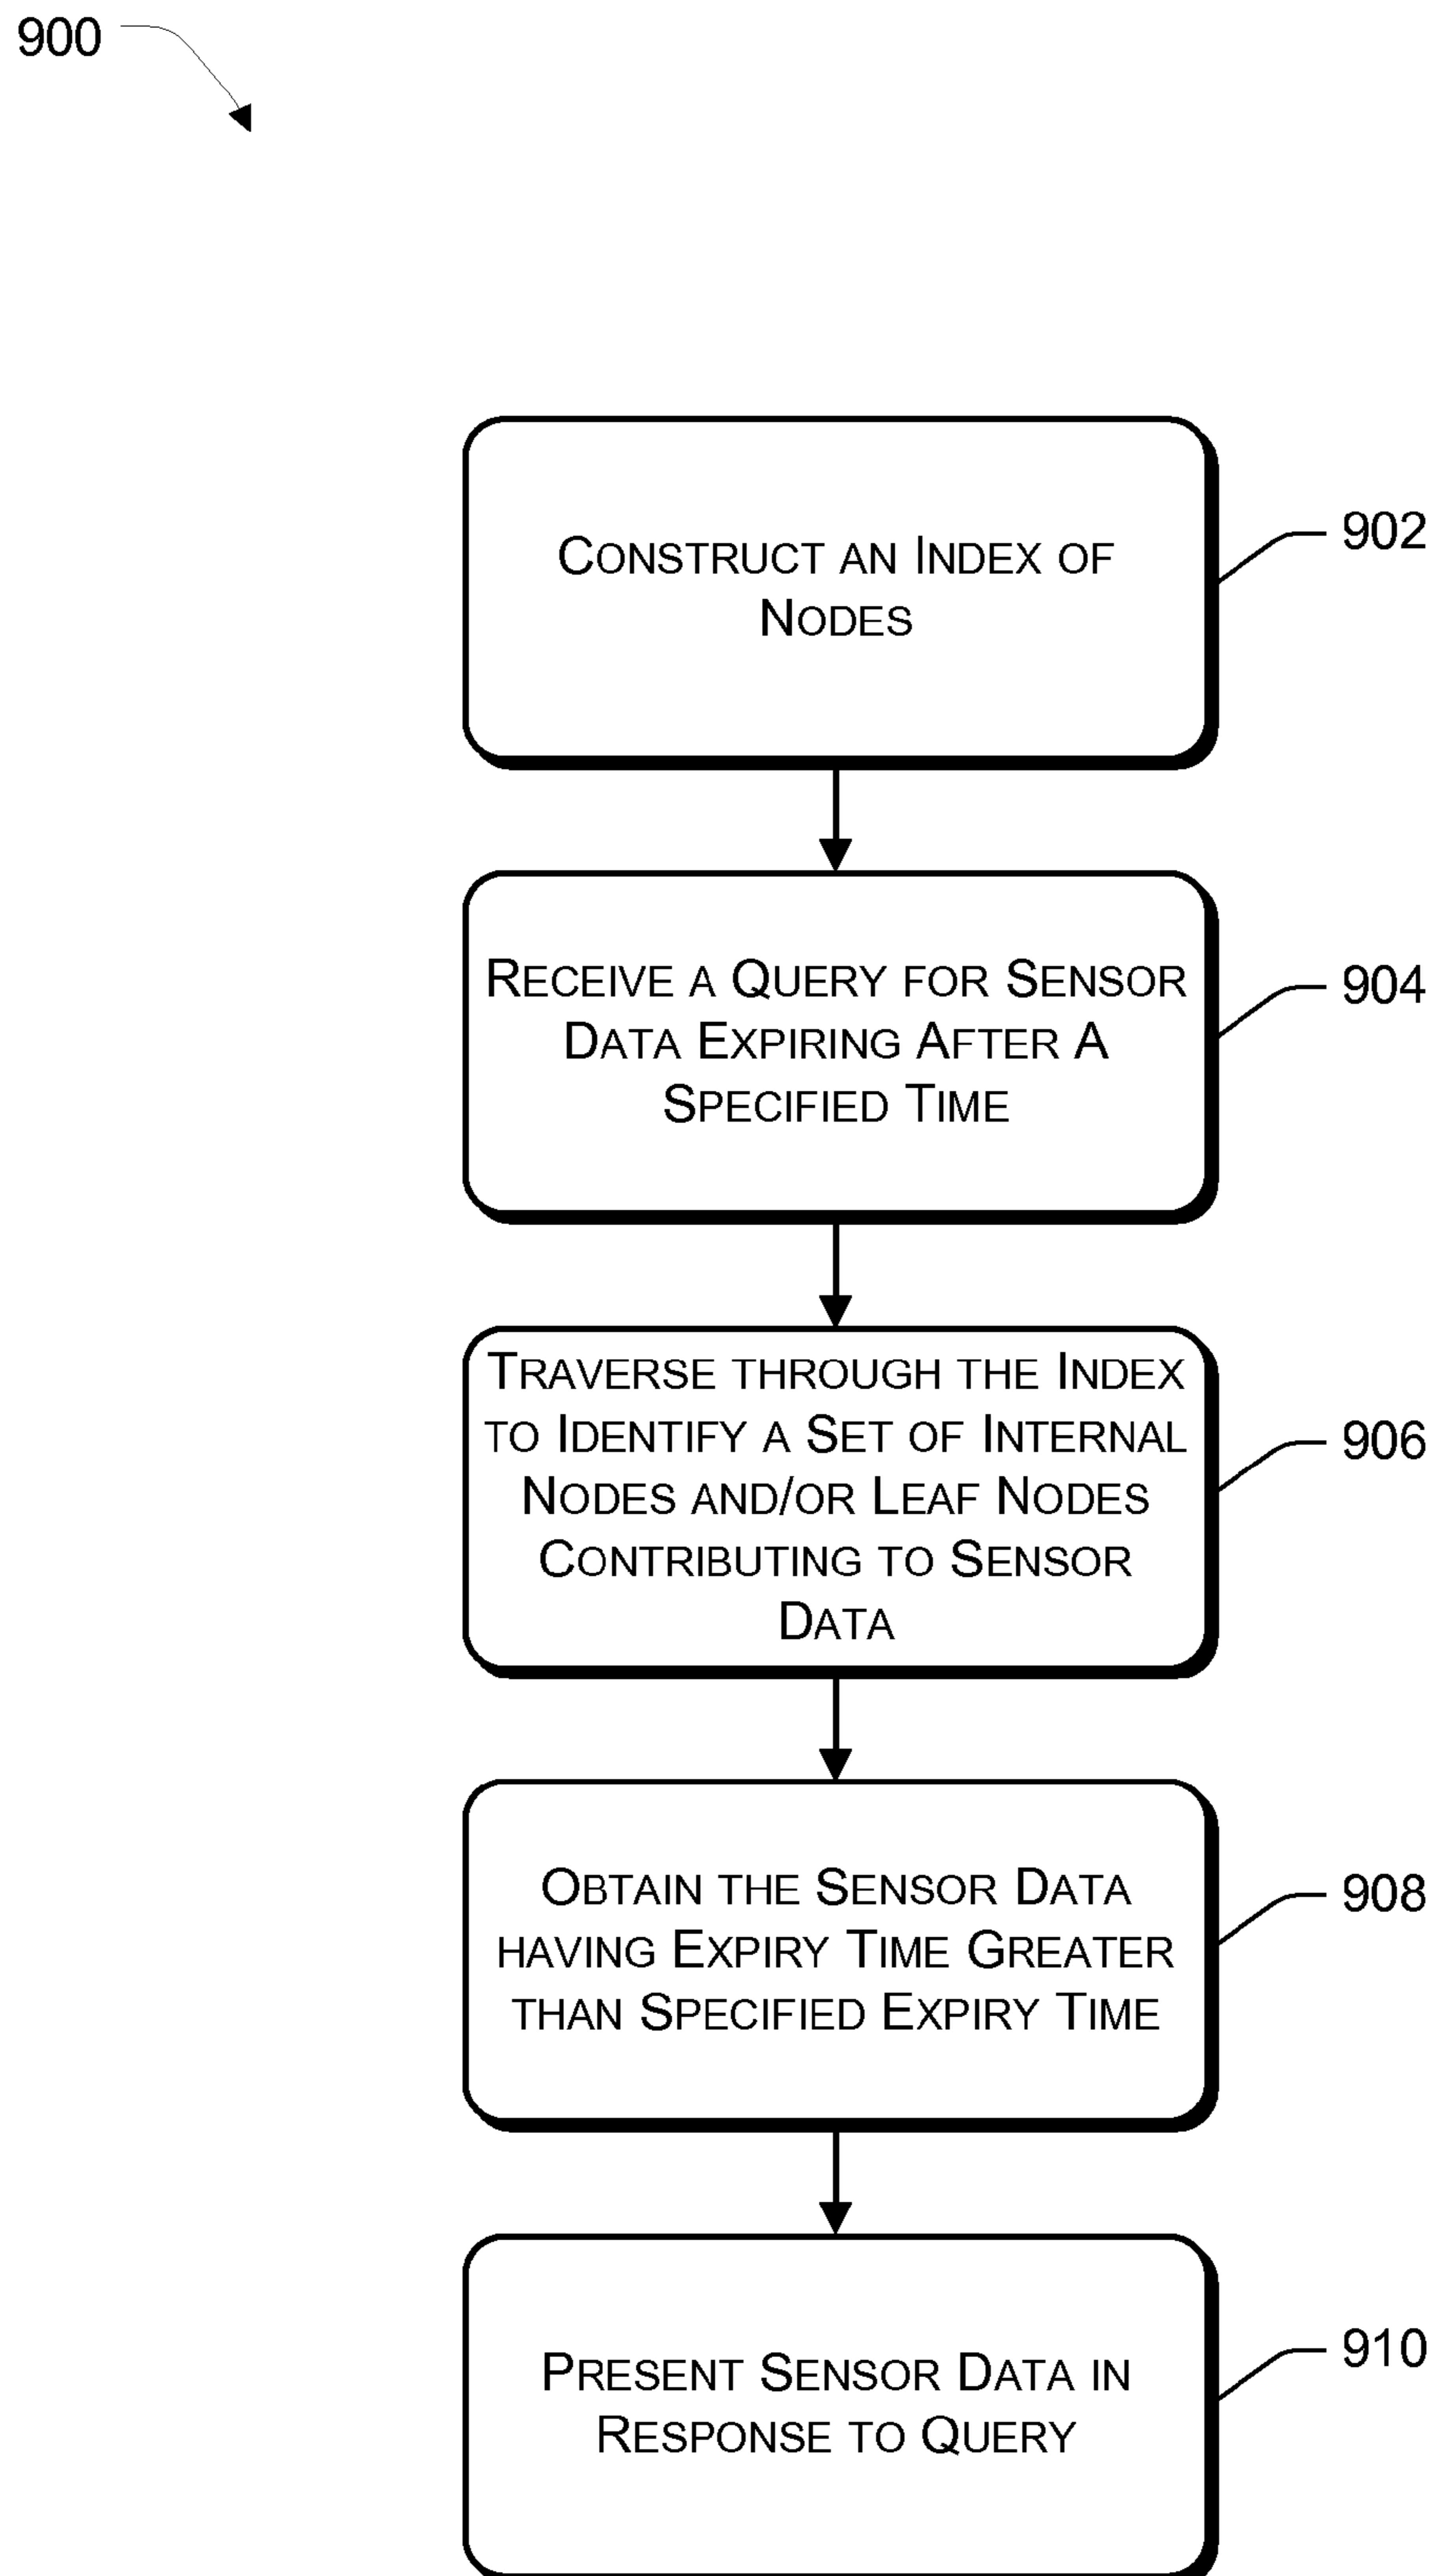 900
CONSTRUCT AN INDEX OF
NODES
902
RECEIVE A QUERY FOR SENSOR
DATA EXPIRING AFTER A
SPECIFIED TIME
904
TRAVERSE THROUGH THE INDEX
TO IDENTIFY A SET OF INTERNAL
NODES AND/OR LEAF NODES
CONTRIBUTING TO SENSOR
DATA
906
OBTAIN THE SENSOR DATA
HAVING EXPIRY TIME GREATER
THAN SPECIFIED EXPIRY TIME
908
PRESENT SENSOR DATA IN
RESPONSE TO QUERY
910